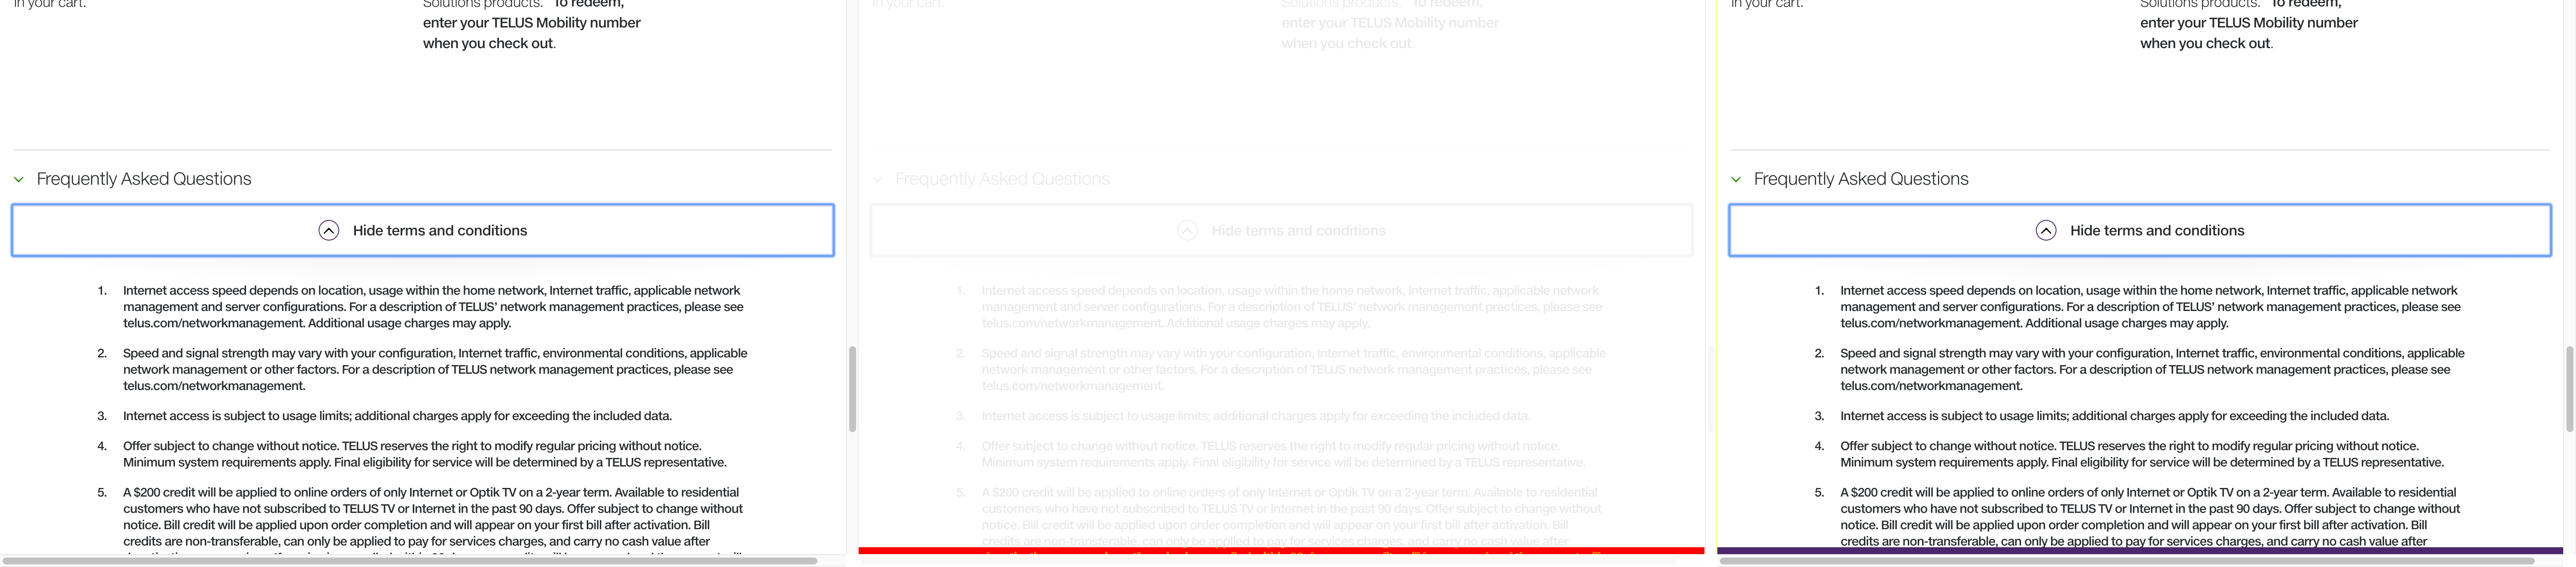 in your cart.
Solutions products. To redeem,
enter your TELUS Mobility number
when you check out.
Frequently Asked Questions
Hide terms and conditions
1. Internet access speed depends on location, usage within the home network, Internet traffic, applicable network
management and server configurations. For a description of TELUS' network management practices, please see
telus.com/networkmanagement. Additional usage charges may apply.
2. Speed and signal strength may vary with your configuration, Internet traffic, environmental conditions, applicable
network management or other factors. For a description of TELUS network management practices, please see
telus.com/networkmanagement.
3. Internet access is subject to usage limits; additional charges apply for exceeding the included data.
4. Offer subject to change without notice. TELUS reserves the right to modify regular pricing without notice.
Minimum system requirements apply. Final eligibility for service will be determined by a TELUS representative.
5. A $200 credit will be applied to online orders of only Internet or Optik TV on a 2-year term. Available to residential
customers who have not subscribed to TELUS TV or Internet in the past 90 days. Offer subject to change without
notice. Bill credit will be applied upon order completion and will appear on your first bill after activation. Bill
credits are non-transferable, can only be applied to pay for services charges, and carry no cash value after
in your cart.
Solutions products. To redeem,
enter your TELUS Mobility number
when you check out.
Frequently Asked Questions
Hide terms and conditions
1. Internet access speed depends on location, usage within the home network, Internet traffic, applicable network
management and server configurations. For a description of TELUS' network management practices, please see
telus.com/networkmanagement. Additional usage charges may apply.
2. Speed and signal strength may vary with your configuration, Internet traffic, environmental conditions, applicable
network management or other factors. For a description of TELUS network management practices, please see
telus.com/networkmanagement.
3. Internet access is subject to usage limits; additional charges apply for exceeding the included data.
4. Offer subject to change without notice. TELUS reserves the right to modify regular pricing without notice.
Minimum system requirements apply. Final eligibility for service will be determined by a TELUS representative.
5. A $200 credit will be applied to online orders of only Internet or Optik TV on a 2-year term. Available to residential
customers who have not subscribed to TELUS TV or Internet in the past 90 days. Offer subject to change without
notice. Bill credit will be applied upon order completion and will appear on your first bill after activation. Bill
credits are non-transferable, can only be applied to pay for services charges, and carry no cash value after
in your cart.
Solutions products. To redeem,
enter your TELUS Mobility number
when you check out.
Frequently Asked Questions
Hide terms and conditions
1. Internet access speed depends on location, usage within the home network, Internet traffic, applicable network
management and server configurations. For a description of TELUS' network management practices, please see
telus.com/networkmanagement. Additional usage charges may apply.
2. Speed and signal strength may vary with your configuration, Internet traffic, environmental conditions, applicable
network management or other factors. For a description of TELUS network management practices, please see
telus.com/networkmanagement.
3. Internet access is subject to usage limits; additional charges apply for exceeding the included data.
4. Offer subject to change without notice. TELUS reserves the right to modify regular pricing without notice.
Minimum system requirements apply. Final eligibility for service will be determined by a TELUS representative.
5. A $200 credit will be applied to online orders of only Internet or Optik TV on a 2-year term. Available to residential
customers who have not subscribed to TELUS TV or Internet in the past 90 days. Offer subject to change without
notice. Bill credit will be applied upon order completion and will appear on your first bill after activation. Bill
credits are non-transferable, can only be applied to pay for services charges, and carry no cash value after